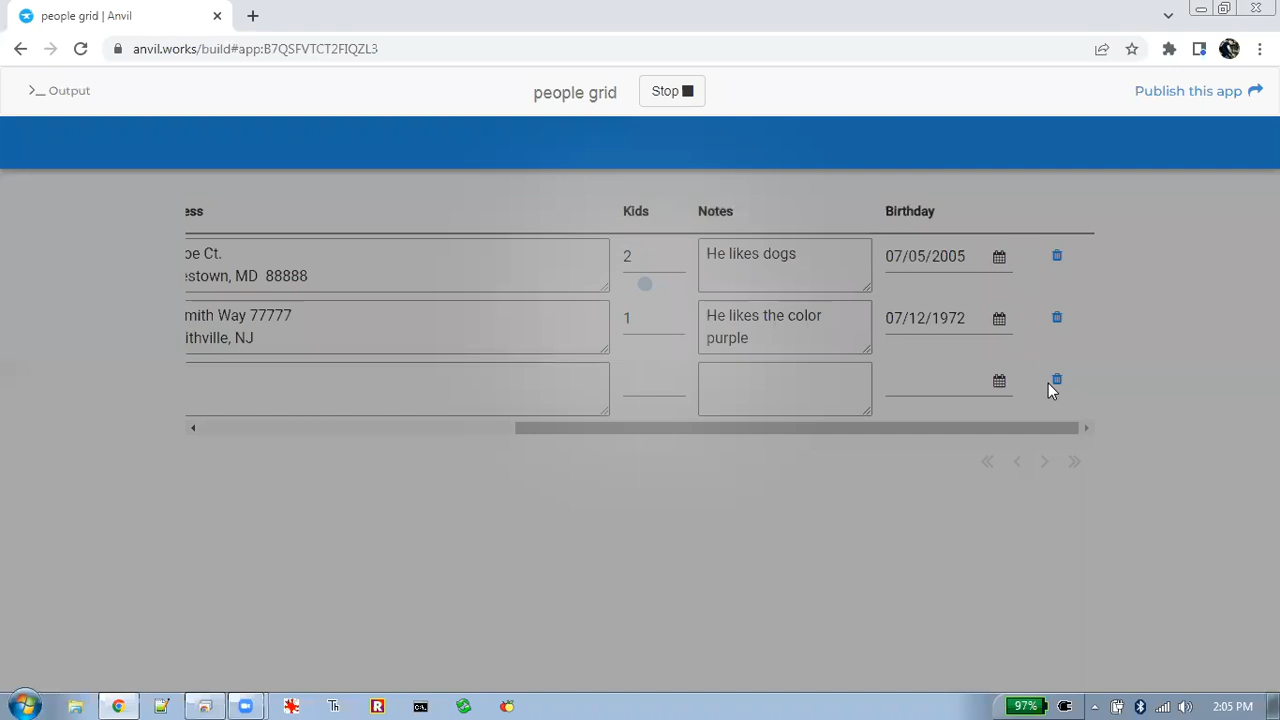 people grid | Anvil
anvil.works/build#app:B7QSFVTCT2FIQZL3
>_ Output
people grid
Stop
Publish this app
ess Kids Notes Birthday
pe Ct.
estown, MD  88888
2
He likes dogs
07/05/2005
mith Way 77777
ithville, NJ
1
He likes the color
purple
07/12/1972
Th
R
C:\
97%
2:05 PM